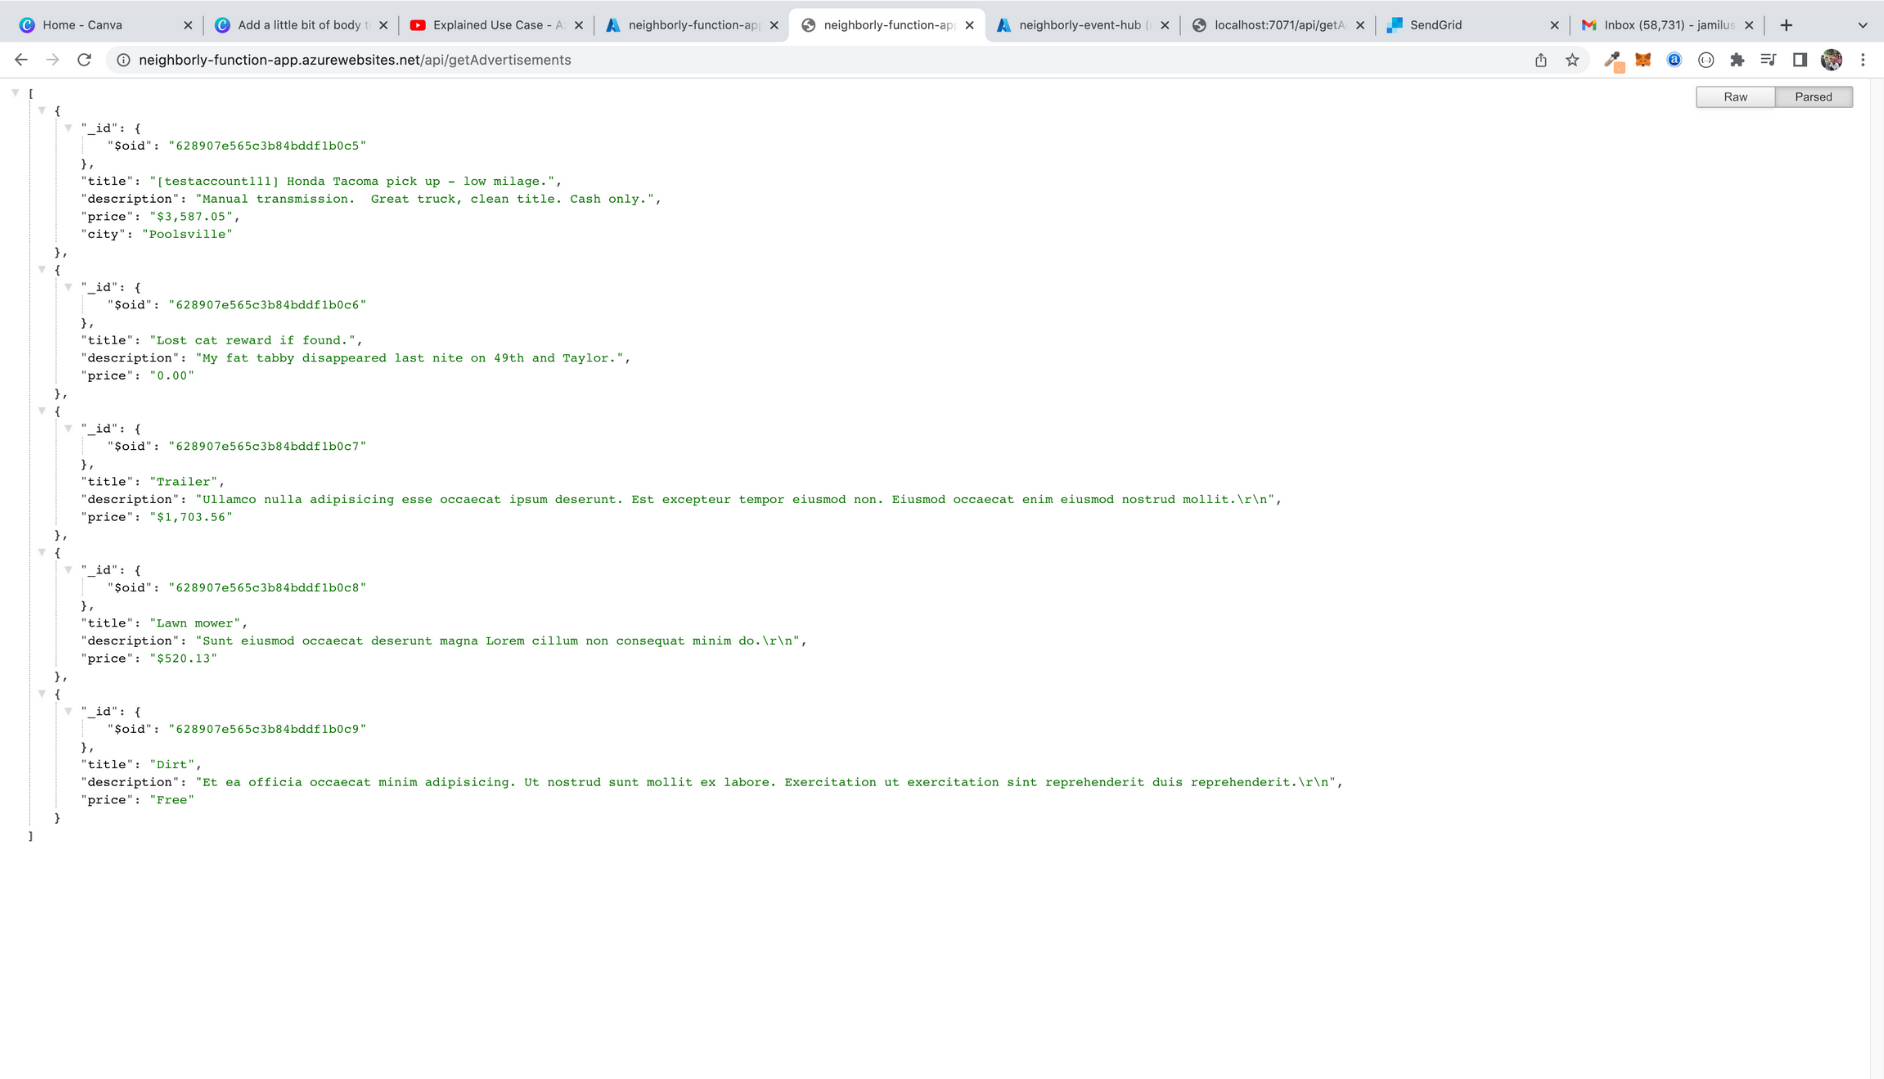 Home - Canva
Add a little bit of body t
Explained Use Case - A
neighborly-function-app
neighborly-function-app
neighborly-event-hub (
localhost:7071/api/getA
SendGrid
Inbox (58,731) - jamilus
neighborly-function-app.azurewebsites.net/api/getAdvertisements
Raw
Parsed
[
{
"_id": {
"$oid": "628907e565c3b84bddf1b0c5"
},
"title": "[testaccount111] Honda Tacoma pick up - low milage.",
"description": "Manual transmission.  Great truck, clean title. Cash only.",
"price": "$3,587.05",
"city": "Poolsville"
},
{
"_id": {
"$oid": "628907e565c3b84bddf1b0c6"
},
"title": "Lost cat reward if found.",
"description": "My fat tabby disappeared last nite on 49th and Taylor.",
"price": "0.00"
},
{
"_id": {
"$oid": "628907e565c3b84bddf1b0c7"
},
"title": "Trailer",
"description": "Ullamco nulla adipisicing esse occaecat ipsum deserunt. Est excepteur tempor eiusmod non. Eiusmod occaecat enim eiusmod nostrud mollit.\r\n",
"price": "$1,703.56"
},
{
"_id": {
"$oid": "628907e565c3b84bddf1b0c8"
},
"title": "Lawn mower",
"description": "Sunt eiusmod occaecat deserunt magna Lorem cillum non consequat minim do.\r\n",
"price": "$520.13"
},
{
"_id": {
"$oid": "628907e565c3b84bddf1b0c9"
},
"title": "Dirt",
"description": "Et ea officia occaecat minim adipisicing. Ut nostrud sunt mollit ex labore. Exercitation ut exercitation sint reprehenderit duis reprehenderit.\r\n",
"price": "Free"
}
]